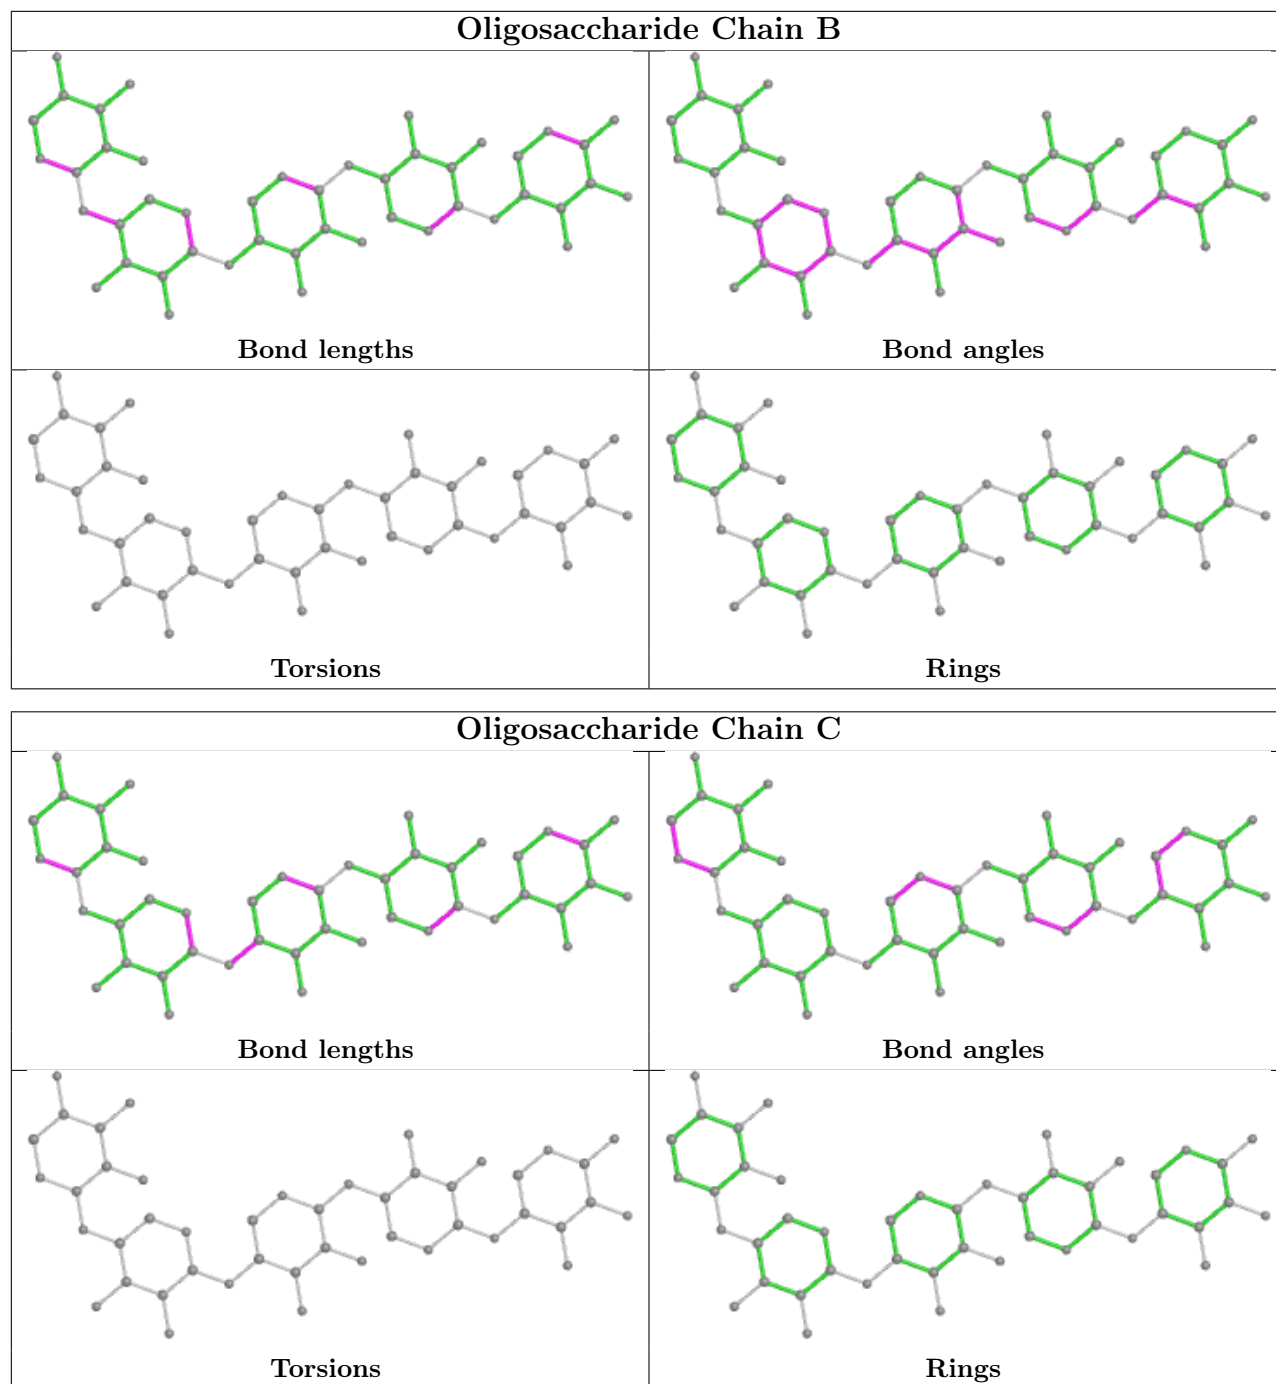 Oligosaccharide Chain B
Bond lengths
Bond angles
Torsions
Rings
Oligosaccharide Chain C
Bond lengths
Bond angles
Torsions
Rings